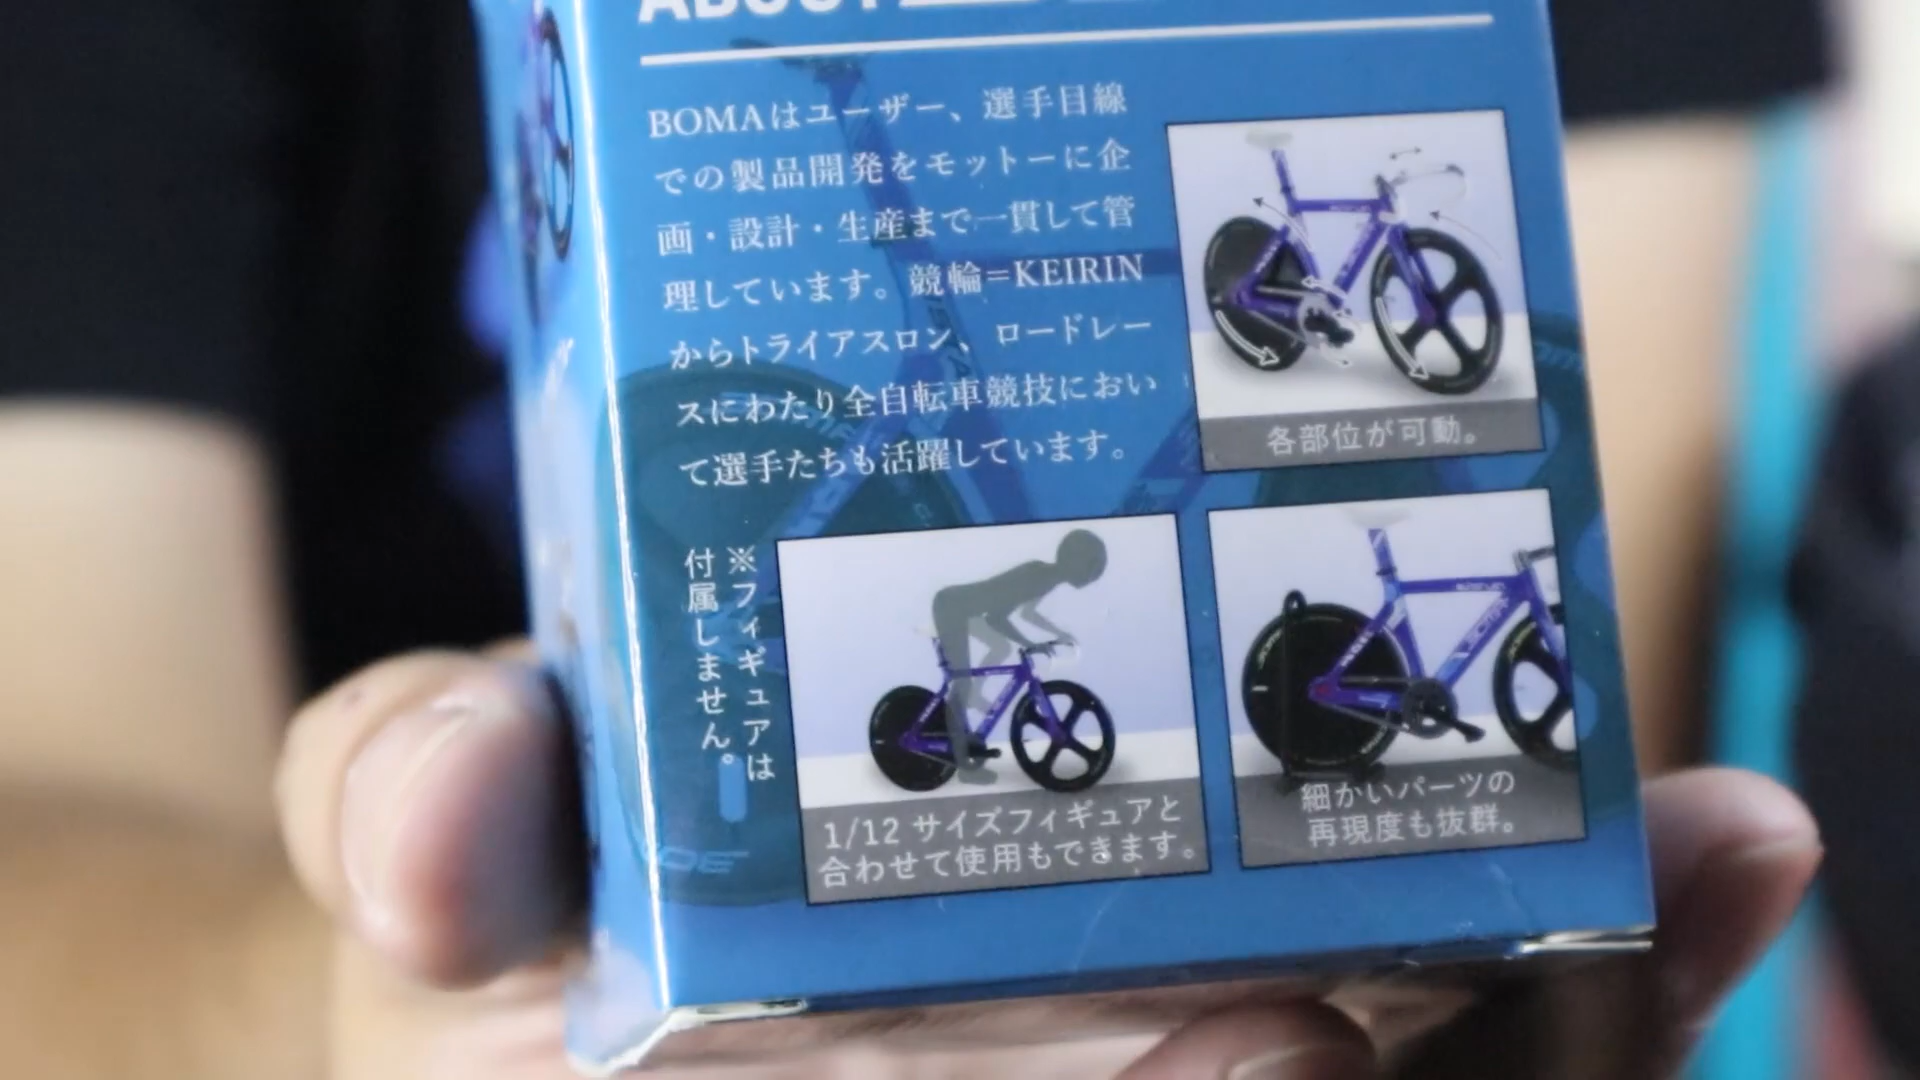 ABOUT
BOMAはユーザー、選手目線
での製品開発をモットーに企
画・設計・生産まで一貫して管
理しています。競輪=KEIRIN
からトライアスロン、ロードレー
スにわたり全自転車競技におい
て選手たちも活躍しています。
各部位が可動。
※フィギュアは
付属しません。
1/12 サイズフィギュアと
合わせて使用もできます。
細かいパーツの
再現度も抜群。